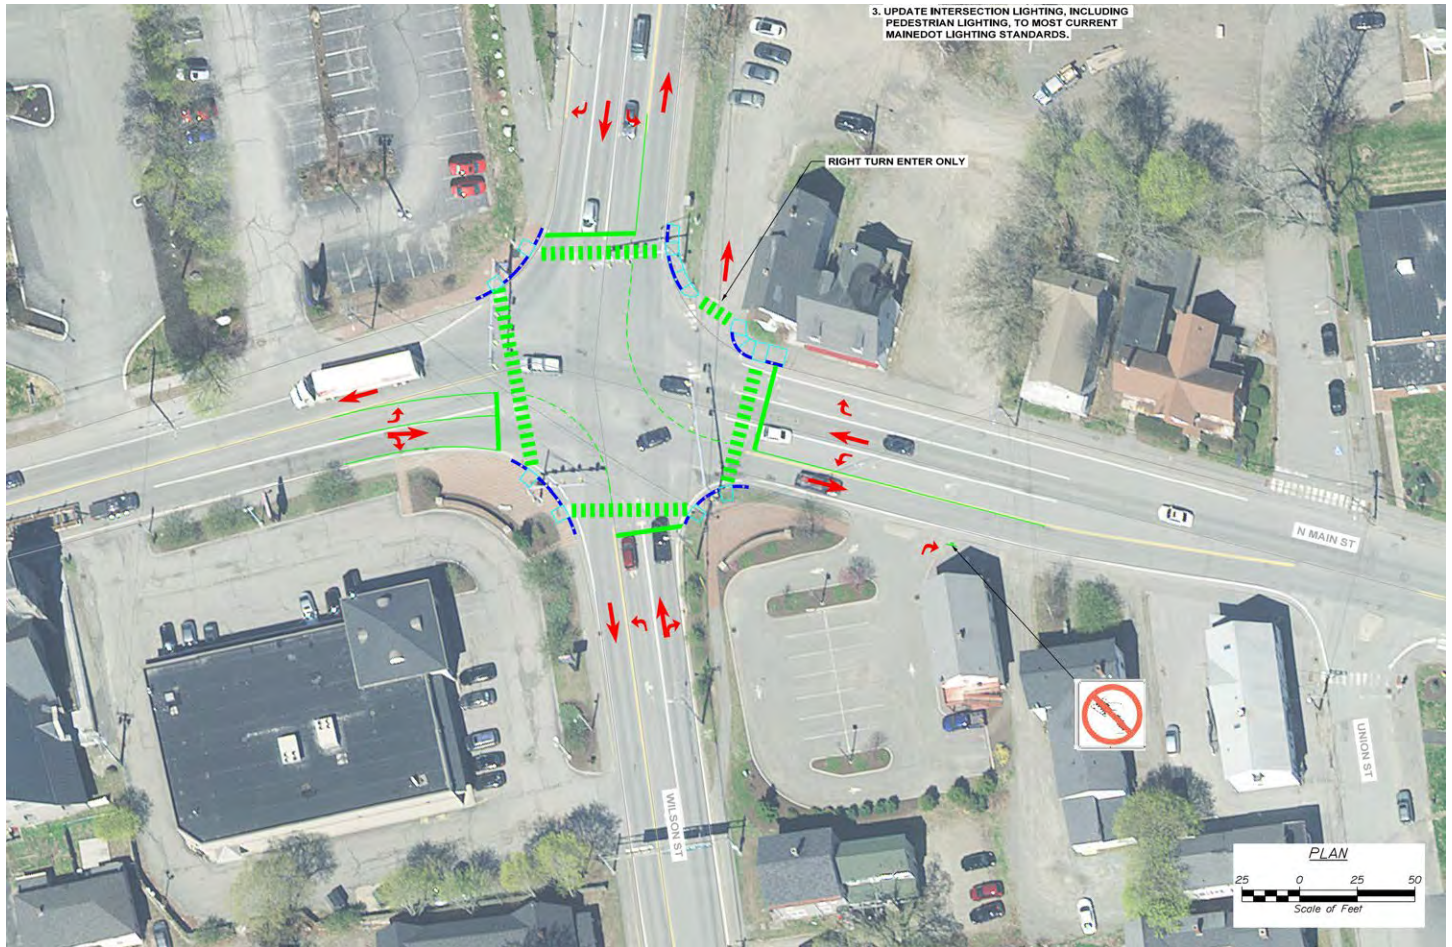 3. UPDATE INTERSECTION LIGHTING, INCLUDING
PEDESTRIAN LIGHTING, TO MOST CURRENT
MAINEDOT LIGHTING STANDARDS.
RIGHT TURN ENTER ONLY
N MAIN ST
UNION ST
WILSON ST
PLAN
25 0 25 50
Scale of Feet